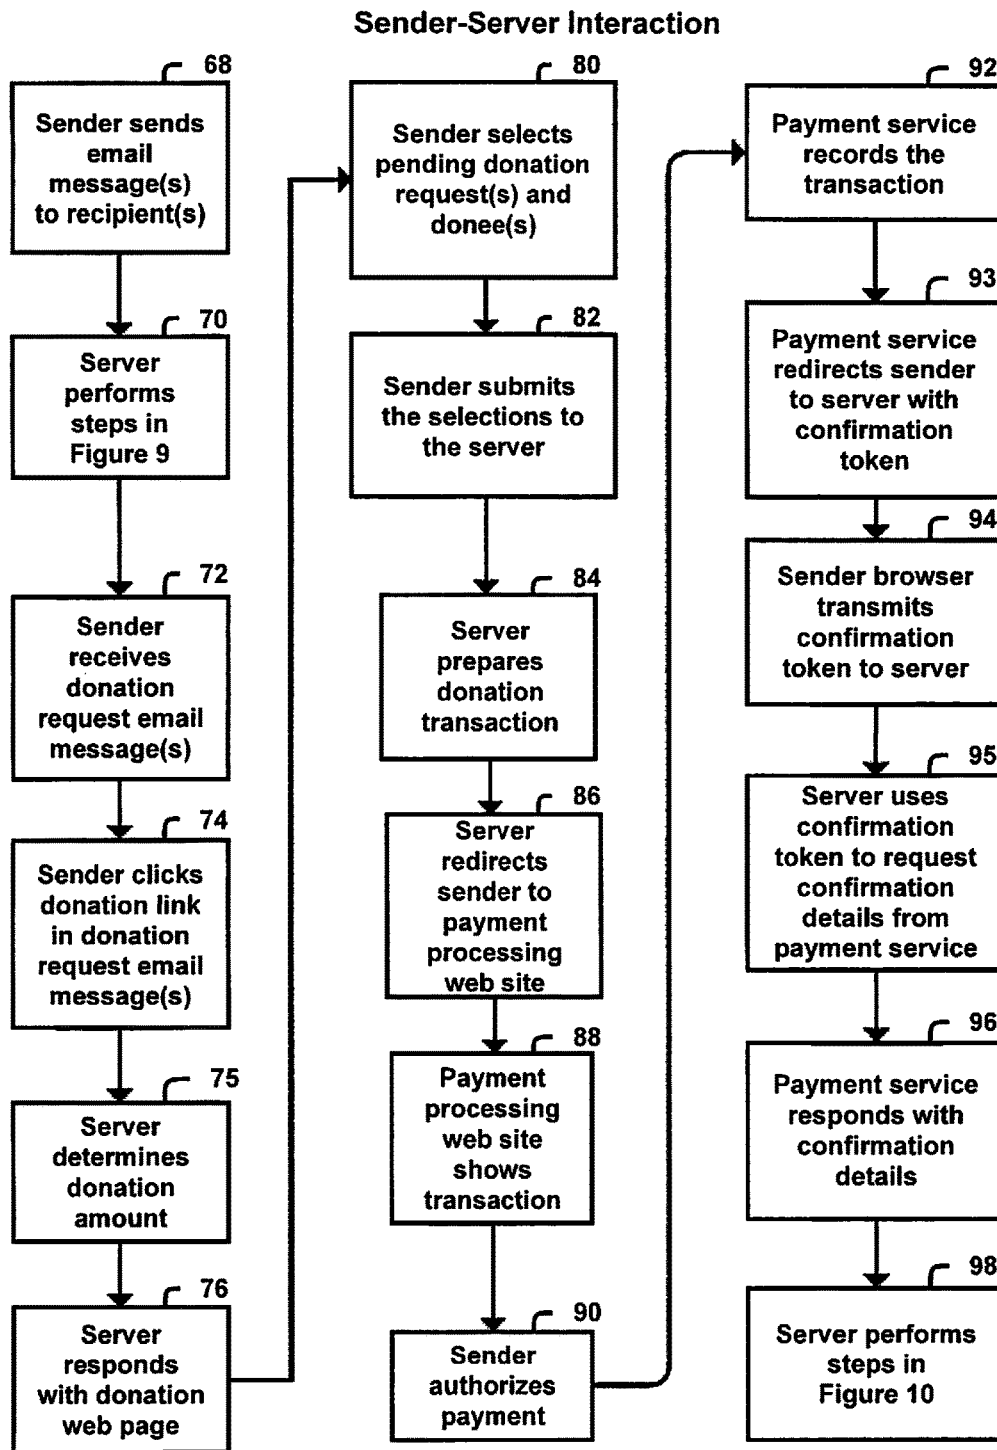 Sender-Server Interaction
68
Sender sends
email
message(s)
to recipient(s)
70
Server
performs
steps in
Figure 9
72
Sender
receives
donation
request email
message(s)
74
Sender clicks
donation link
in donation
request email
message(s)
75
Server
determines
donation
amount
76
Server
responds
with donation
web page
80
Sender selects
pending donation
request(s) and
donee(s)
82
Sender submits
the selections to
the server
84
Server
prepares
donation
transaction
86
Server
redirects
sender to
payment
processing
web site
88
Payment
processing
web site
shows
transaction
90
Sender
authorizes
payment
92
Payment service
records the
transaction
93
Payment service
redirects sender
to server with
confirmation
token
94
Sender browser
transmits
confirmation
token to server
95
Server uses
confirmation
token to request
confirmation
details from
payment service
96
Payment service
responds with
confirmation
details
98
Server performs
steps in
Figure 10